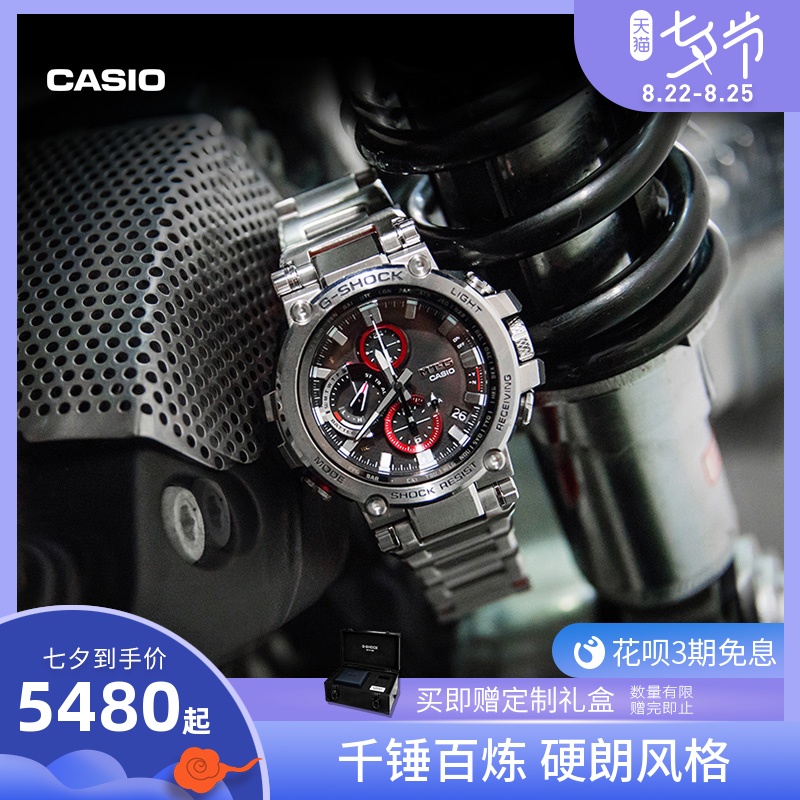 CASIO
天猫
七夕节
8.22-8.25
G-SHOCK
LIGHT
CASIO
26
RECEIVING
MODE
SHOCK RESIST
花呗3期免息
七夕到手价
5480起
G-SHOCK
买即赠定制礼盒
数量有限
赠完即止
千锤百炼 硬朗风格